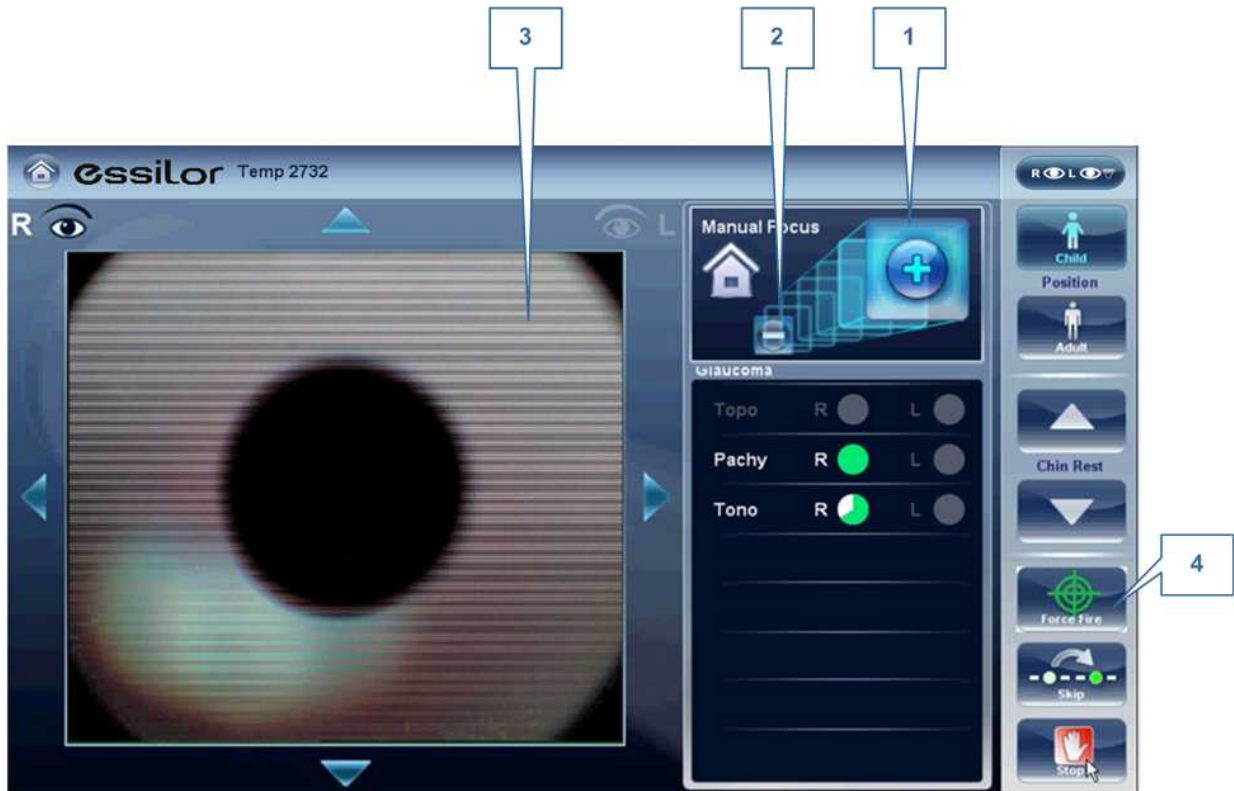 3
2
1
essilor Temp 2732
R L
R L
Manual Focus
Child
Position
Adult
Glaucoma
Topo R L
Pachy R L
Tono R L
Chin Rest
4
Force Fire
Skip
Stop